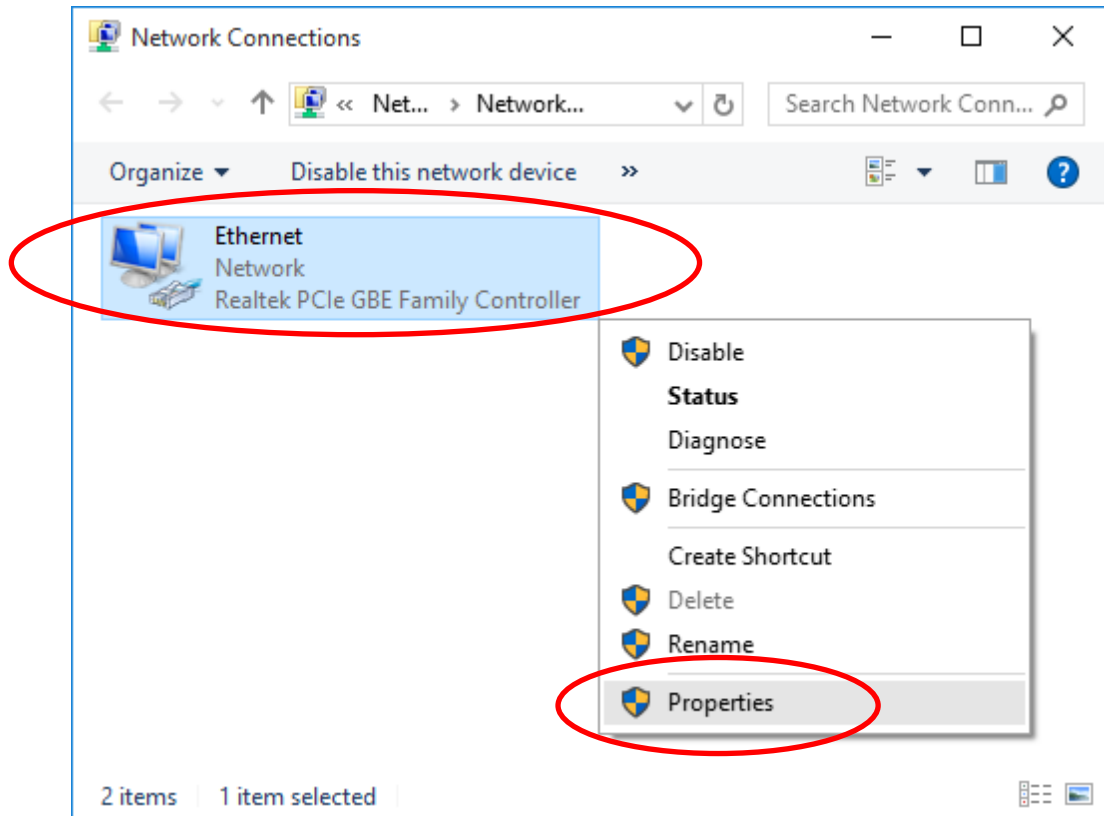 Network Connections
« Net... › Network...
Search Network Conn...
Organize
Disable this network device
»
?
Ethernet
Network
Realtek PCIe GBE Family Controller
Disable
Status
Diagnose
Bridge Connections
Create Shortcut
Delete
Rename
Properties
2 items
1 item selected